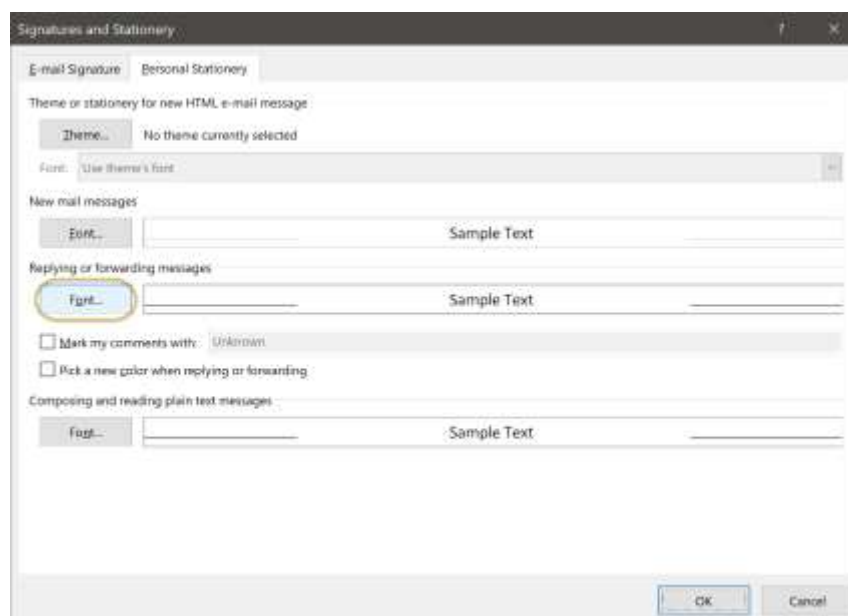 Signatures and Stationery ? ×
E-mail Signature Personal Stationery
Theme or stationery for new HTML e-mail message
Theme... No theme currently selected
Font: Use theme's font
New mail messages
Font... Sample Text
Replying or forwarding messages
Font... Sample Text
Mark my comments with: Unknown
Pick a new color when replying or forwarding
Composing and reading plain text messages
Font... Sample Text
OK Cancel